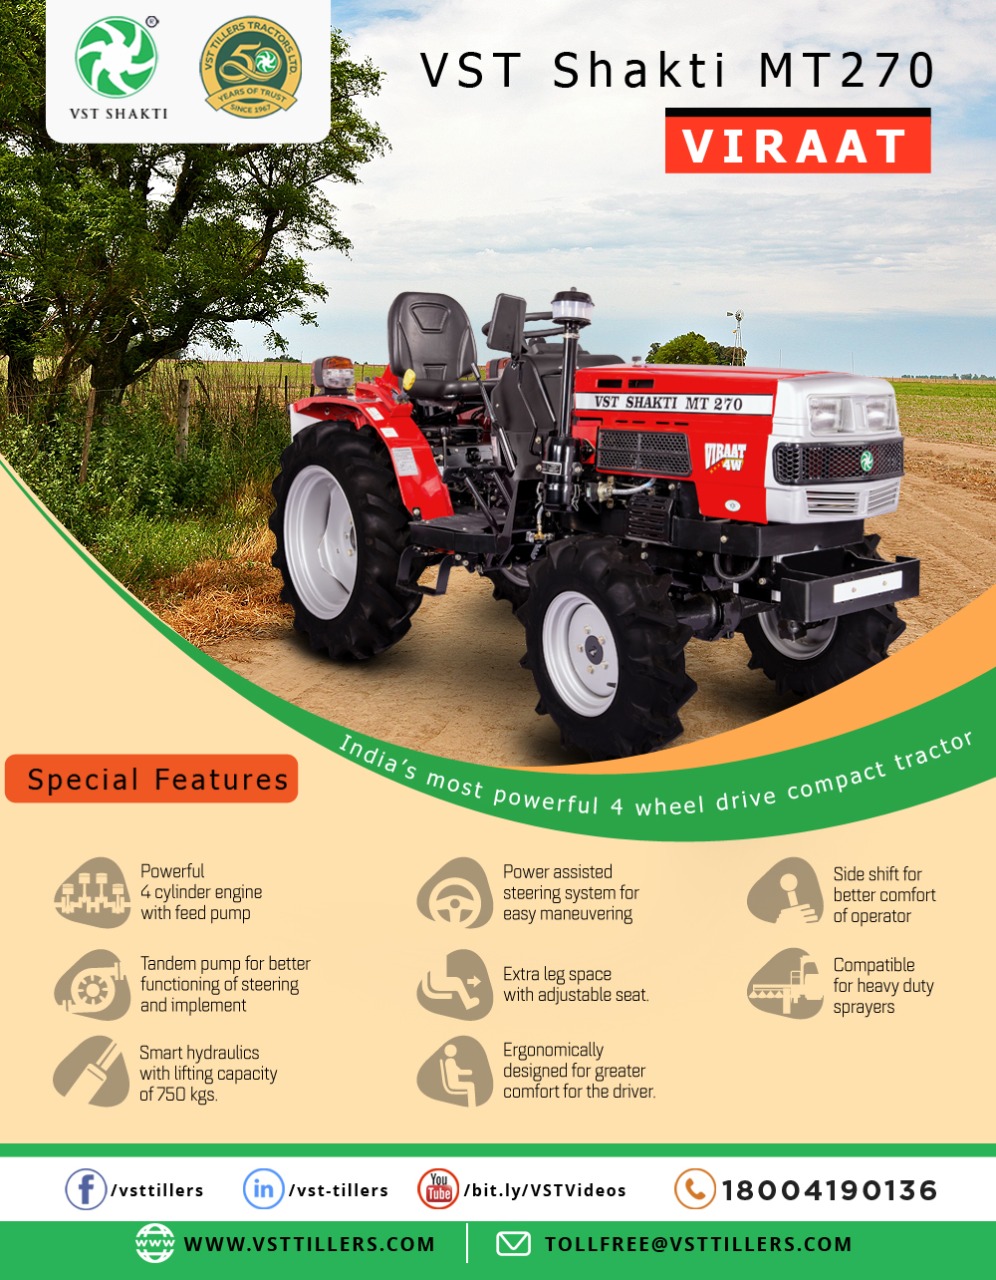 VST SHAKTI
VST TILLERS TRACTORS LTD.
50
YEARS OF TRUST
SINCE 1967
VST Shakti MT270
VIRAAT
VST SHAKTI MT 270
VIRAAT
4W
India's most powerful 4 wheel drive compact tractor
Special Features
Powerful
4 cylinder engine
with feed pump
Tandem pump for better
functioning of steering
and implement
Smart hydraulics
with lifting capacity
of 750 kgs.
Power assisted
steering system for
easy maneuvering
Extra leg space
with adjustable seat.
Ergonomically
designed for greater
comfort for the driver.
Side shift for
better comfort
of operator
Compatible
for heavy duty
sprayers
/vsttillers
in
/vst-tillers
You
Tube
/bit.ly/VSTVideos
18004190136
www
WWW.VSTTILLERS.COM
TOLLFREE@VSTTILLERS.COM